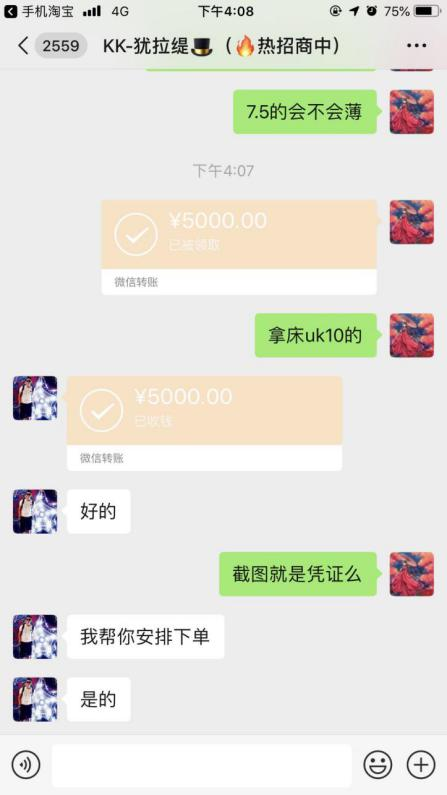 手机淘宝 4G 下午4:08 75%
2559 KK-犹拉缇🎩（🔥热招商中）
7.5的会不会薄
下午4:07
¥5000.00
已被领取
微信转账
拿床uk10的
¥5000.00
已收钱
微信转账
好的
截图就是凭证么
我帮你安排下单
是的